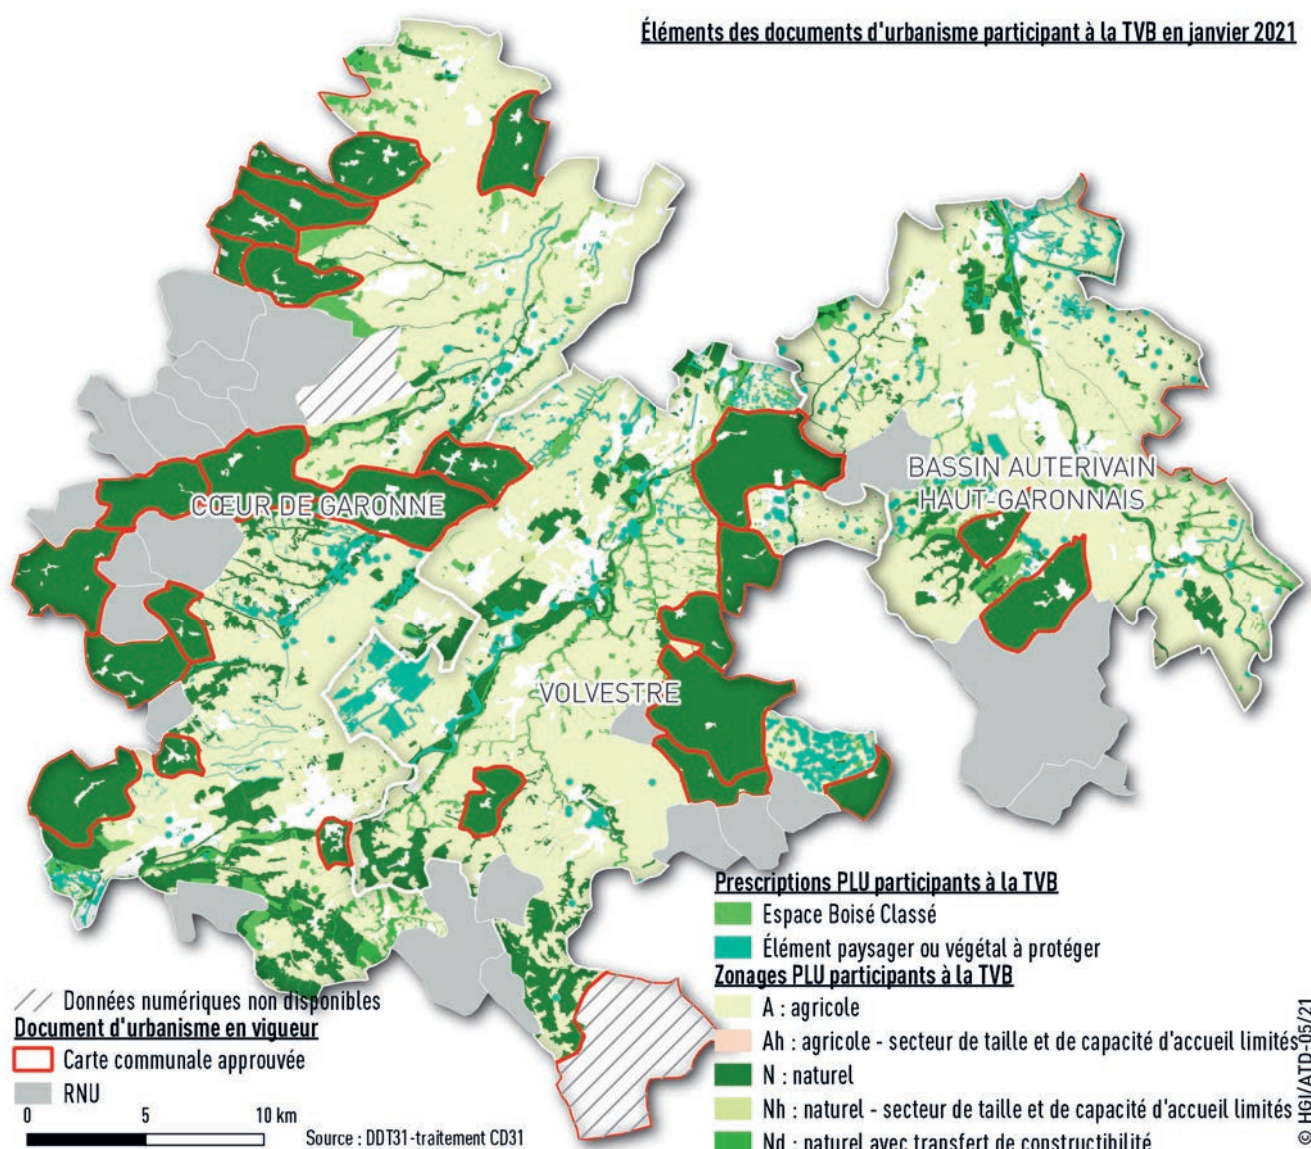 Éléments des documents d'urbanisme participant à la TVB en janvier 2021
BASSIN AUTERIVAIN
HAUT-GARONNAIS
CŒUR DE GARONNE
VOLVESTRE
Données numériques non disponibles
Document d'urbanisme en vigueur
Carte communale approuvée
RNU
0 5 10 km
Source : DDT31-traitement CD31
Prescriptions PLU participants à la TVB
Espace Boisé Classé
Élément paysager ou végétal à protéger
Zonages PLU participants à la TVB
A : agricole
Ah : agricole - secteur de taille et de capacité d'accueil limités
N : naturel
Nh : naturel - secteur de taille et de capacité d'accueil limités
Nd : naturel avec transfert de constructibilité
© HGI/ATD-05/21